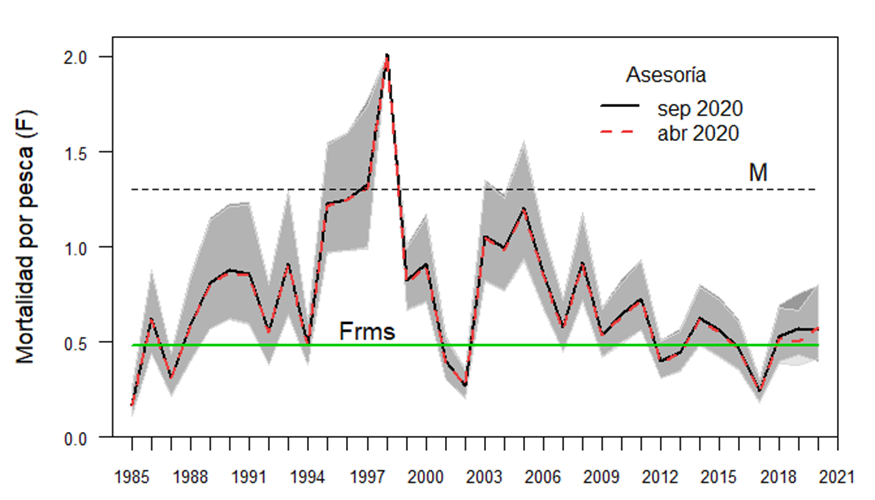 Mortalidad por pesca (F)
2.0
1.5
1.0
0.5
0.0
Asesoría
sep 2020
abr 2020
M
Frms
1985 1988 1991 1994 1997 2000 2003 2006 2009 2012 2015 2018 2021